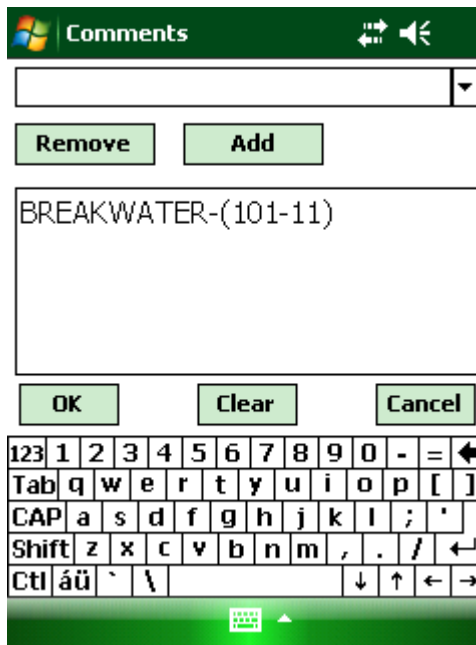 Comments
Remove Add
BREAKWATER-(101-11)
OK Clear Cancel
123 1 2 3 4 5 6 7 8 9 0 - = ←
Tab q w e r t y u i o p [ ]
CAP a s d f g h j k l ; '
Shift z x c v b n m , . / ↵
Ctl áü ` \ ↓ ↑ ← →